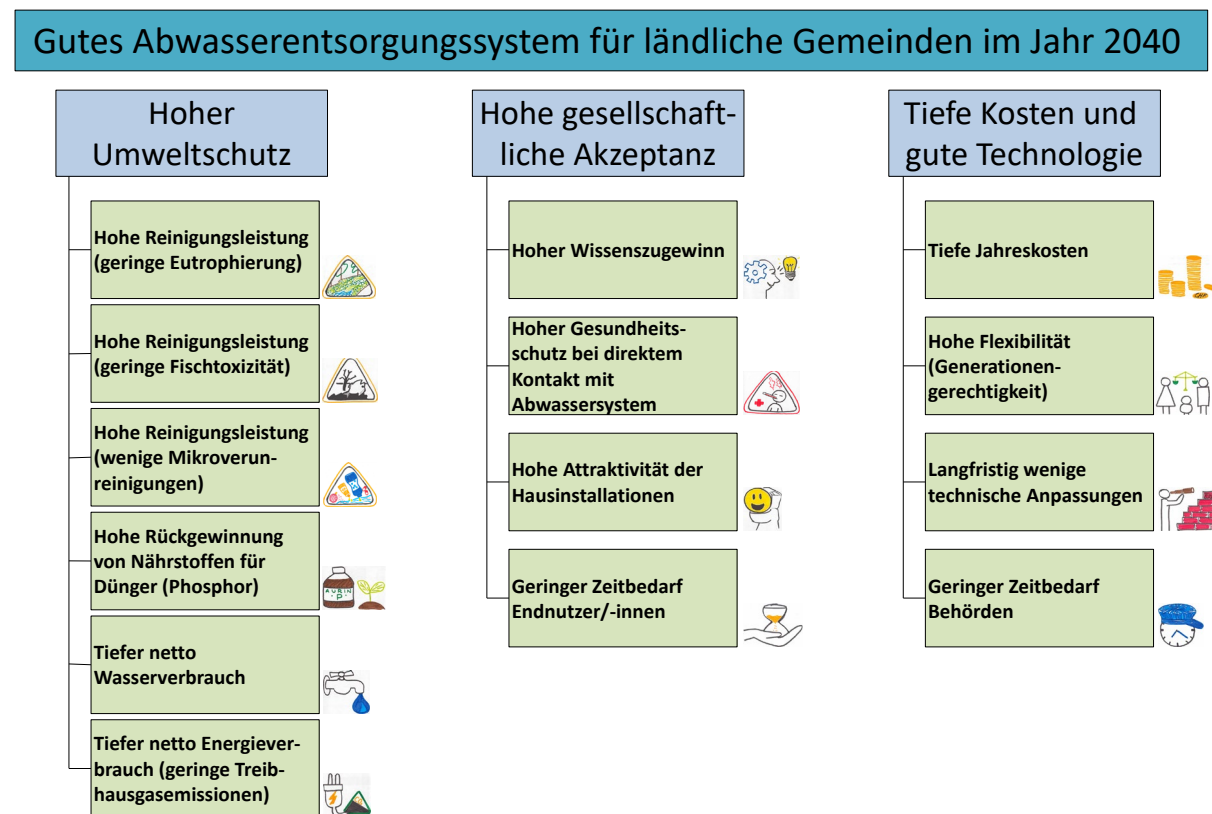 Gutes Abwasserentsorgungssystem für ländliche Gemeinden im Jahr 2040
Hoher
Umweltschutz
Hohe Reinigungsleistung
(geringe Eutrophierung)
Hohe Reinigungsleistung
(geringe Fischtoxizität)
Hohe Reinigungsleistung
(wenige Mikroverun-
reinigungen)
Hohe Rückgewinnung
von Nährstoffen für
Dünger (Phosphor)
AURIN
P
Tiefer netto
Wasserverbrauch
Tiefer netto Energiever-
brauch (geringe Treib-
hausgasemissionen)
Hohe gesellschaft-
liche Akzeptanz
Hoher Wissenszugewinn
Hoher Gesundheits-
schutz bei direktem
Kontakt mit
Abwassersystem
Hohe Attraktivität der
Hausinstallationen
Geringer Zeitbedarf
Endnutzer/-innen
Tiefe Kosten und
gute Technologie
Tiefe Jahreskosten
Hohe Flexibilität
(Generationen-
gerechtigkeit)
Langfristig wenige
technische Anpassungen
Geringer Zeitbedarf
Behörden